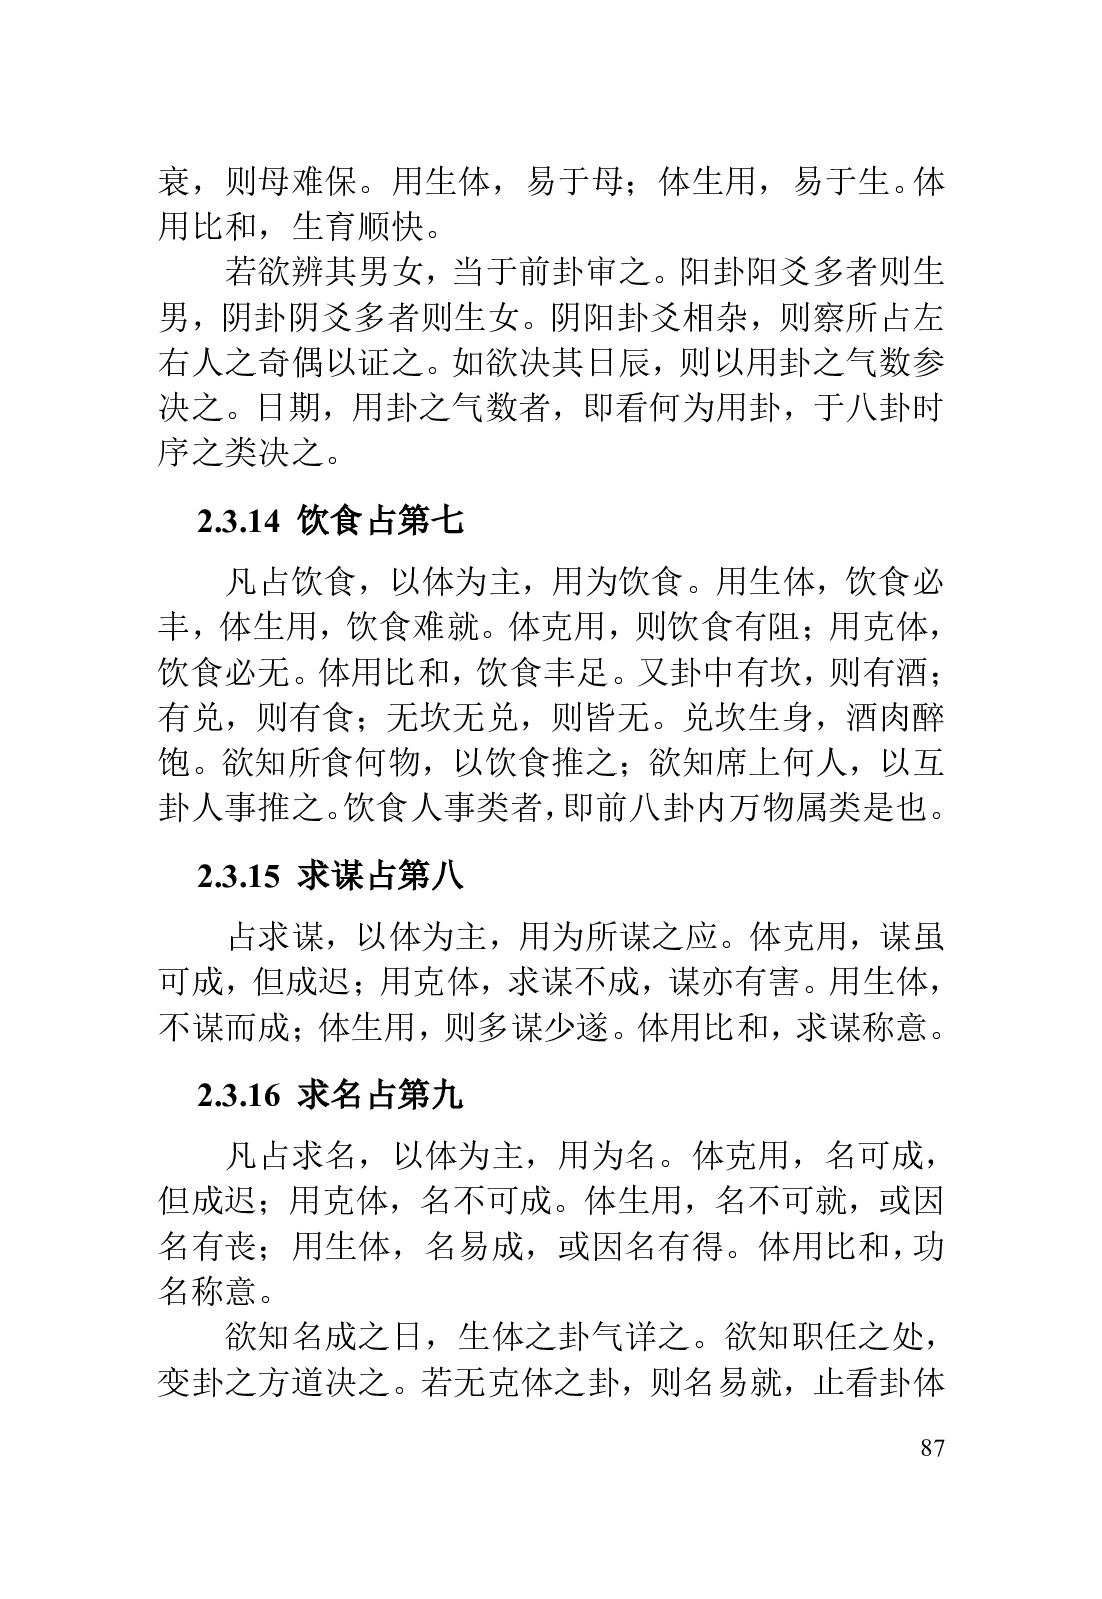 衰，则母难保。用生体，易于母；体生用，易于生。体
用比和，生育顺快。
若欲辨其男女，当于前卦审之。阳卦阳爻多者则生
男，阴卦阴爻多者则生女。阴阳卦爻相杂，则察所占左
右人之奇偶以证之。如欲决其日辰，则以用卦之气数参
决之。日期，用卦之气数者，即看何为用卦，于八卦时
序之类决之。
2.3.14 饮食占第七
凡占饮食，以体为主，用为饮食。用生体，饮食必
丰，体生用，饮食难就。体克用，则饮食有阻；用克体，
饮食必无。体用比和，饮食丰足。又卦中有坎，则有酒；
有兑，则有食；无坎无兑，则皆无。兑坎生身，酒肉醉
饱。欲知所食何物，以饮食推之；欲知席上何人，以互
卦人事推之。饮食人事类者，即前八卦内万物属类是也。
2.3.15 求谋占第八
占求谋，以体为主，用为所谋之应。体克用，谋虽
可成，但成迟；用克体，求谋不成，谋亦有害。用生体，
不谋而成；体生用，则多谋少遂。体用比和，求谋称意。
2.3.16 求名占第九
凡占求名，以体为主，用为名。体克用，名可成，
但成迟；用克体，名不可成。体生用，名不可就，或因
名有丧；用生体，名易成，或因名有得。体用比和，功
名称意。
欲知名成之日，生体之卦气详之。欲知职任之处，
变卦之方道决之。若无克体之卦，则名易就，止看卦体
87